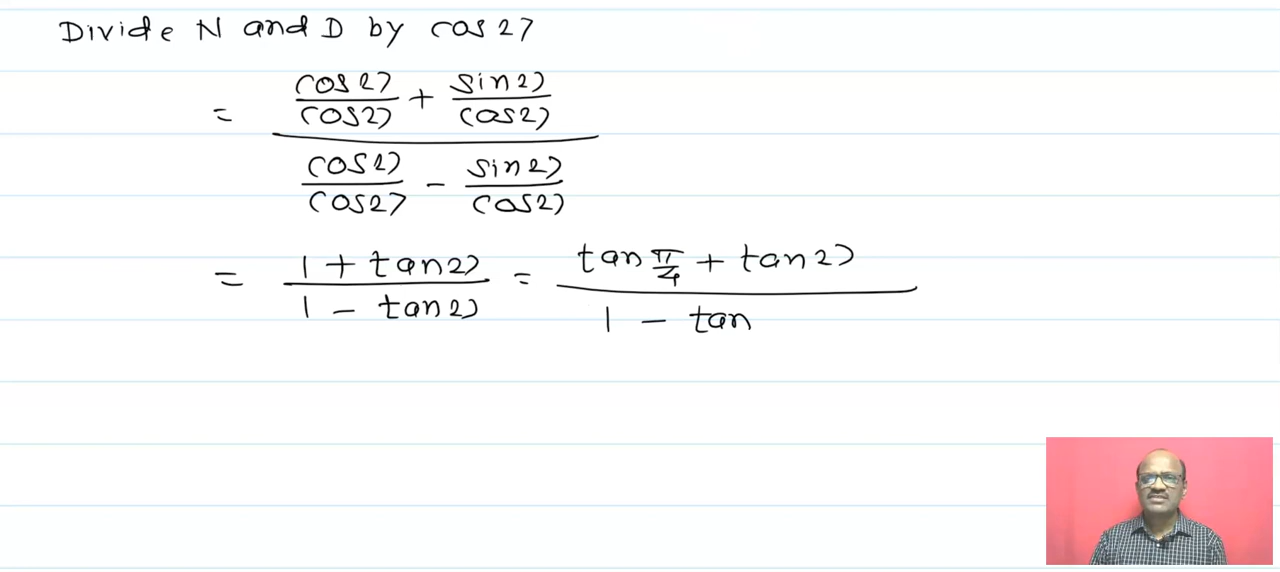 Divide N and D by cos 27
= (cos 27/cos 27 + sin 27/cos 27) / (cos 27/cos 27 - sin 27/cos 27)
= (1 + tan 27)/(1 - tan 27) = (tan π/4 + tan 27)/(1 - tan